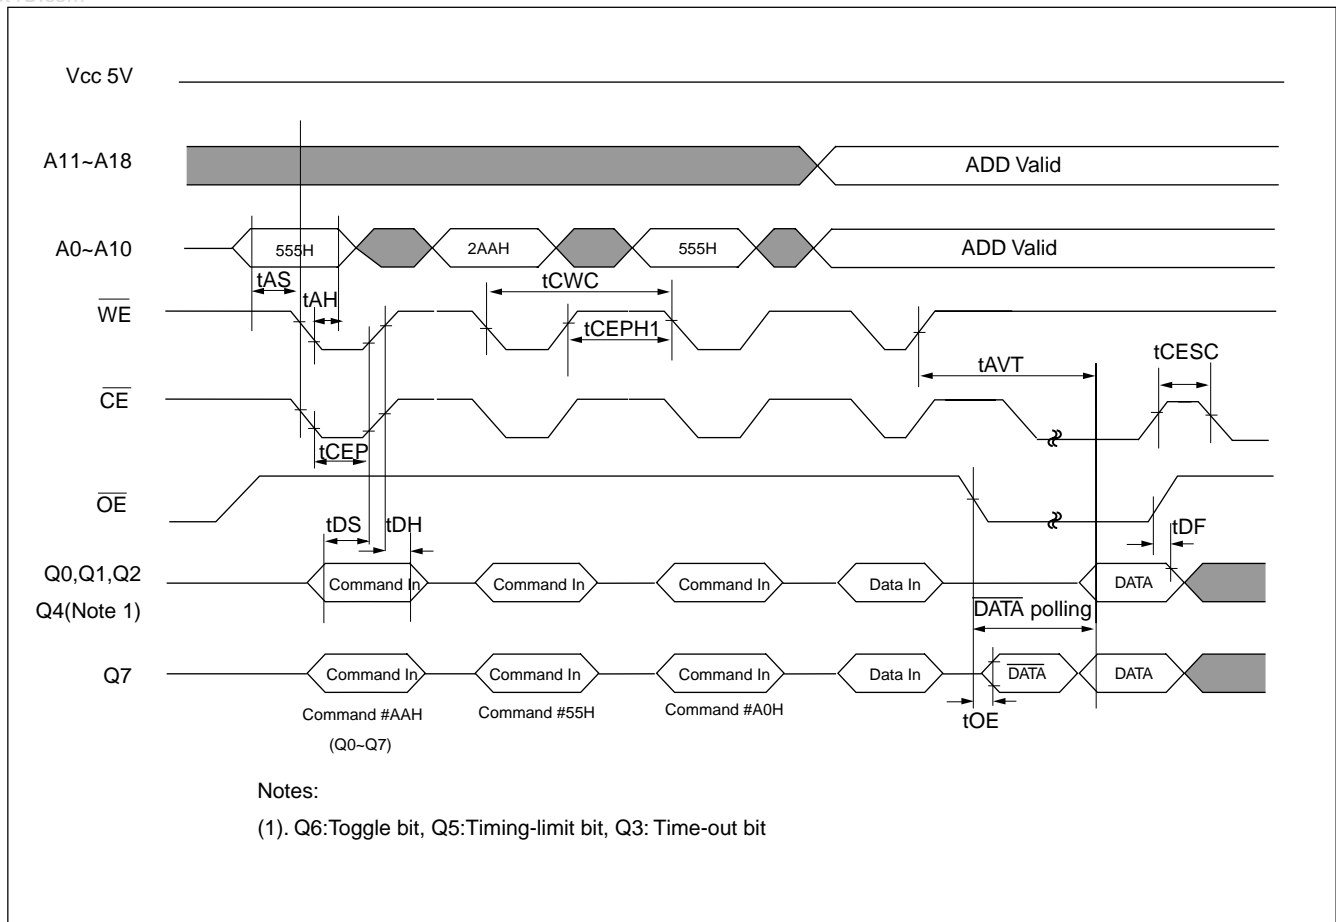 Vcc 5V
A11~A18
ADD Valid
A0~A10
555H
2AAH
555H
ADD Valid
tAS
tAH
tCWC
WE
tCEPH1
tAVT
tCESC
CE
tCEP
OE
tDS
tDH
tDF
Q0,Q1,Q2
Command In
Command In
Command In
Data In
DATA
Q4(Note 1)
DATA polling
Q7
Command In
Command In
Command In
Data In
DATA
DATA
Command #AAH
Command #55H
Command #A0H
tOE
(Q0~Q7)
Notes:
(1). Q6:Toggle bit, Q5:Timing-limit bit, Q3: Time-out bit